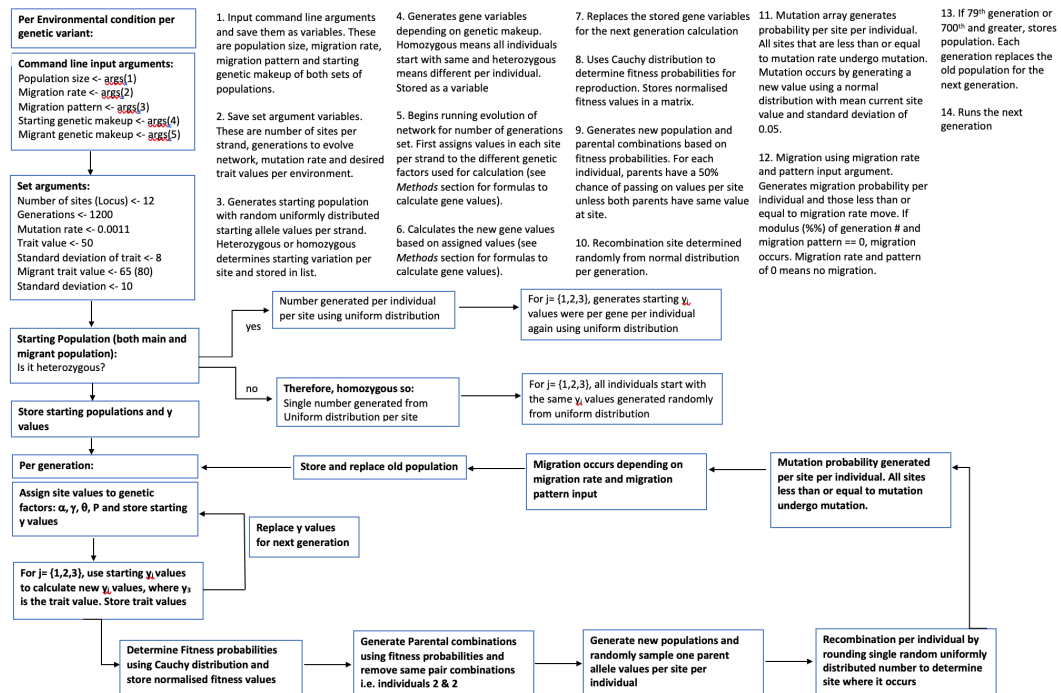 Per Environmental condition per
genetic variant:
Command line input arguments:
Population size <- args(1)
Migration rate <- args(2)
Migration pattern <- args(3)
Starting genetic makeup <- args(4)
Migrant genetic makeup <- args(5)
Set arguments:
Number of sites (Locus) <- 12
Generations <- 1200
Mutation rate <- 0.0011
Trait value <- 50
Standard deviation of trait <- 8
Migrant trait value <- 65 (80)
Standard deviation <- 10
1. Input command line arguments
and save them as variables. These
are population size, migration rate,
migration pattern and starting
genetic makeup of both sets of
populations.
2. Save set argument variables.
These are number of sites per
strand, generations to evolve
network, mutation rate and desired
trait values per environment.
3. Generates starting population
with random uniformly distributed
starting allele values per strand.
Heterozygous or homozygous
determines starting variation per
site and stored in list.
4. Generates gene variables
depending on genetic makeup.
Homozygous means all individuals
start with same and heterozygous
means different per individual.
Stored as a variable
5. Begins running evolution of
network for number of generations
set. First assigns values in each site
per strand to the different genetic
factors used for calculation (see
Methods section for formulas to
calculate gene values).
6. Calculates the new gene values
based on assigned values (see
Methods section for formulas to
calculate gene values).
7. Replaces the stored gene variables
for the next generation calculation
8. Uses Cauchy distribution to
determine fitness probabilities for
reproduction. Stores normalised
fitness values in a matrix.
9. Generates new population and
parental combinations based on
fitness probabilities. For each
individual, parents have a 50%
chance of passing on values per site
unless both parents have same value
at site.
10. Recombination site determined
randomly from normal distribution
per generation.
11. Mutation array generates
probability per site per individual.
All sites that are less than or equal
to mutation rate undergo mutation.
Mutation occurs by generating a
new value using a normal
distribution with mean current site
value and standard deviation of
0.05.
12. Migration using migration rate
and pattern input argument.
Generates migration probability per
individual and those less than or
equal to migration rate move. If
modulus (%%) of generation # and
migration pattern == 0, migration
occurs. Migration rate and pattern
of 0 means no migration.
13. If 79th generation or
700th and greater, stores
population. Each
generation replaces the
old population for the
next generation.
14. Runs the next
generation
Starting Population (both main and
migrant population):
Is it heterozygous?
yes
Number generated per individual
per site using uniform distribution
For j= {1,2,3}, generates starting yj
values were per gene per individual
again using uniform distribution
no
Therefore, homozygous so:
Single number generated from
Uniform distribution per site
For j= {1,2,3}, all individuals start with
the same yj values generated randomly
from uniform distribution
Store starting populations and y
values
Per generation:
Store and replace old population
Migration occurs depending on
migration rate and migration
pattern input
Mutation probability generated
per site per individual. All sites
less than or equal to mutation
undergo mutation.
Assign site values to genetic
factors: α, γ, θ, P and store starting
y values
Replace y values
for next generation
For j= {1,2,3}, use starting yj values
to calculate new yj values, where y3
is the trait value. Store trait values
Determine Fitness probabilities
using Cauchy distribution and
store normalised fitness values
Generate Parental combinations
using fitness probabilities and
remove same pair combinations
i.e. individuals 2 & 2
Generate new populations and
randomly sample one parent
allele values per site per
individual
Recombination per individual by
rounding single random uniformly
distributed number to determine
site where it occurs